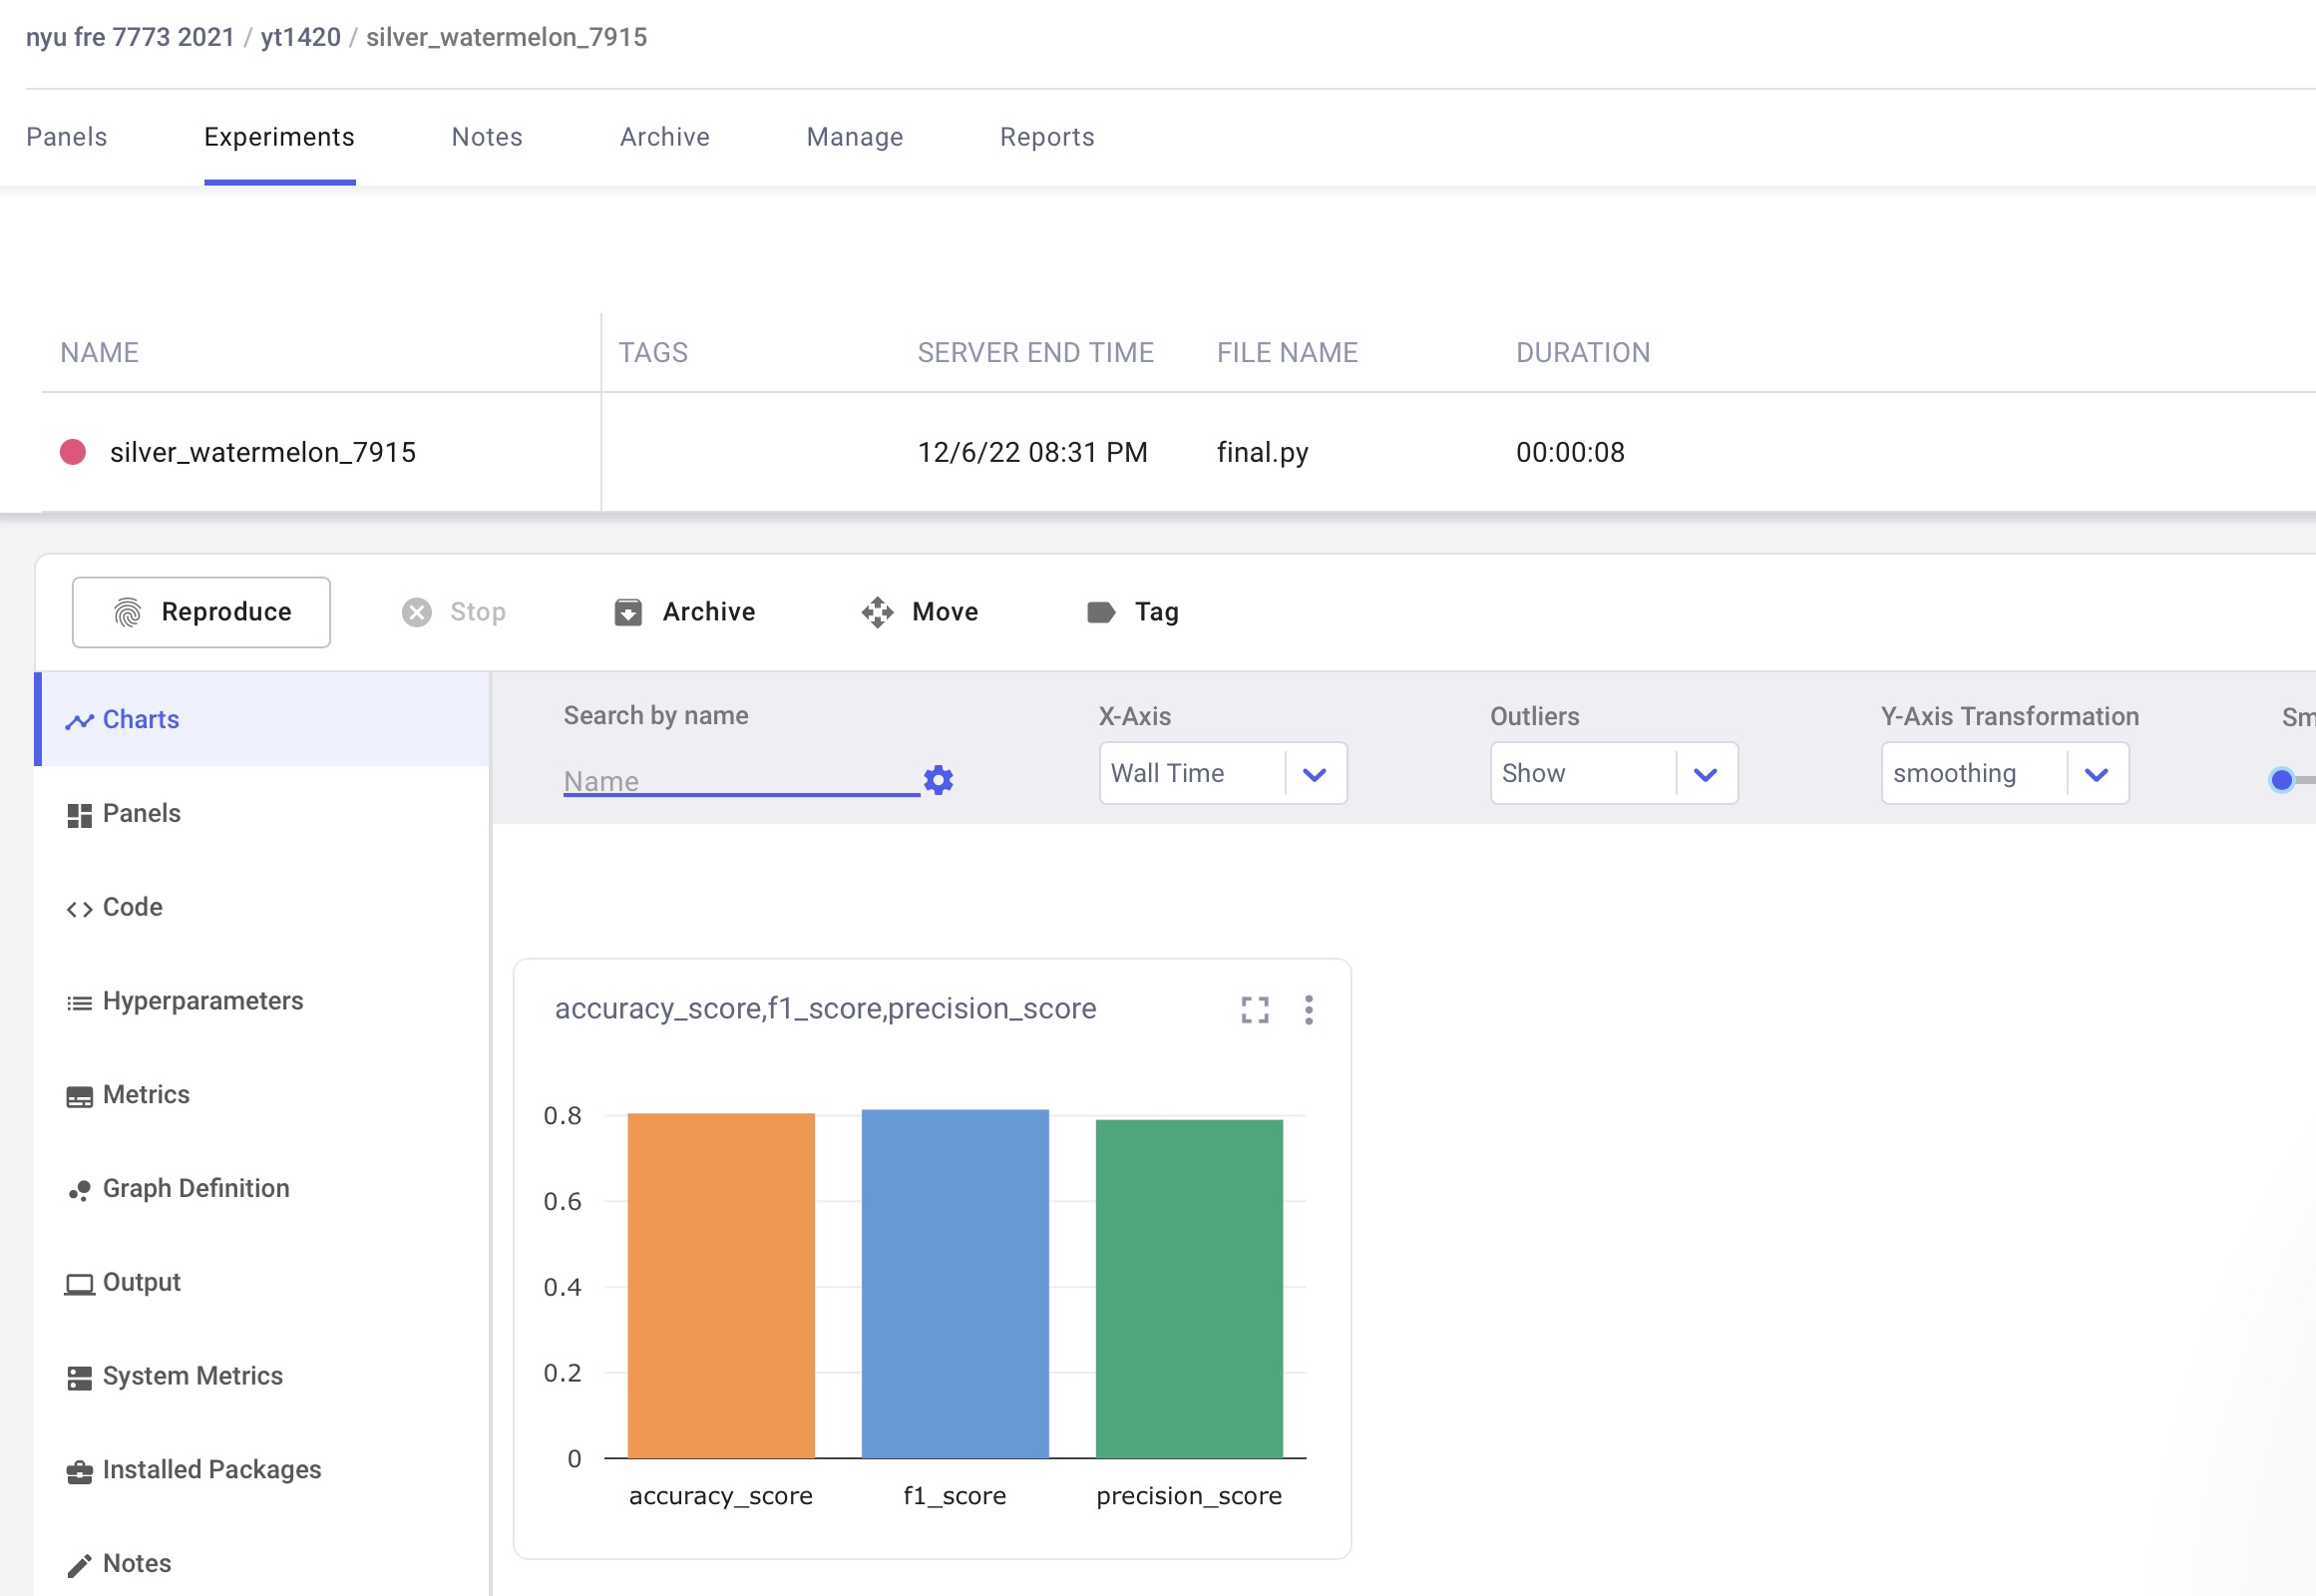 nyu fre 7773 2021 / yt1420 / silver_watermelon_7915
Panels Experiments Notes Archive Manage Reports
NAME TAGS SERVER END TIME FILE NAME DURATION
silver_watermelon_7915 12/6/22 08:31 PM final.py 00:00:08
Reproduce Stop Archive Move Tag
Charts
Panels
Code
Hyperparameters
Metrics
Graph Definition
Output
System Metrics
Installed Packages
Notes
Search by name X-Axis Outliers Y-Axis Transformation Sm
Name Wall Time Show smoothing
accuracy_score,f1_score,precision_score
0.8
0.6
0.4
0.2
0
accuracy_score f1_score precision_score